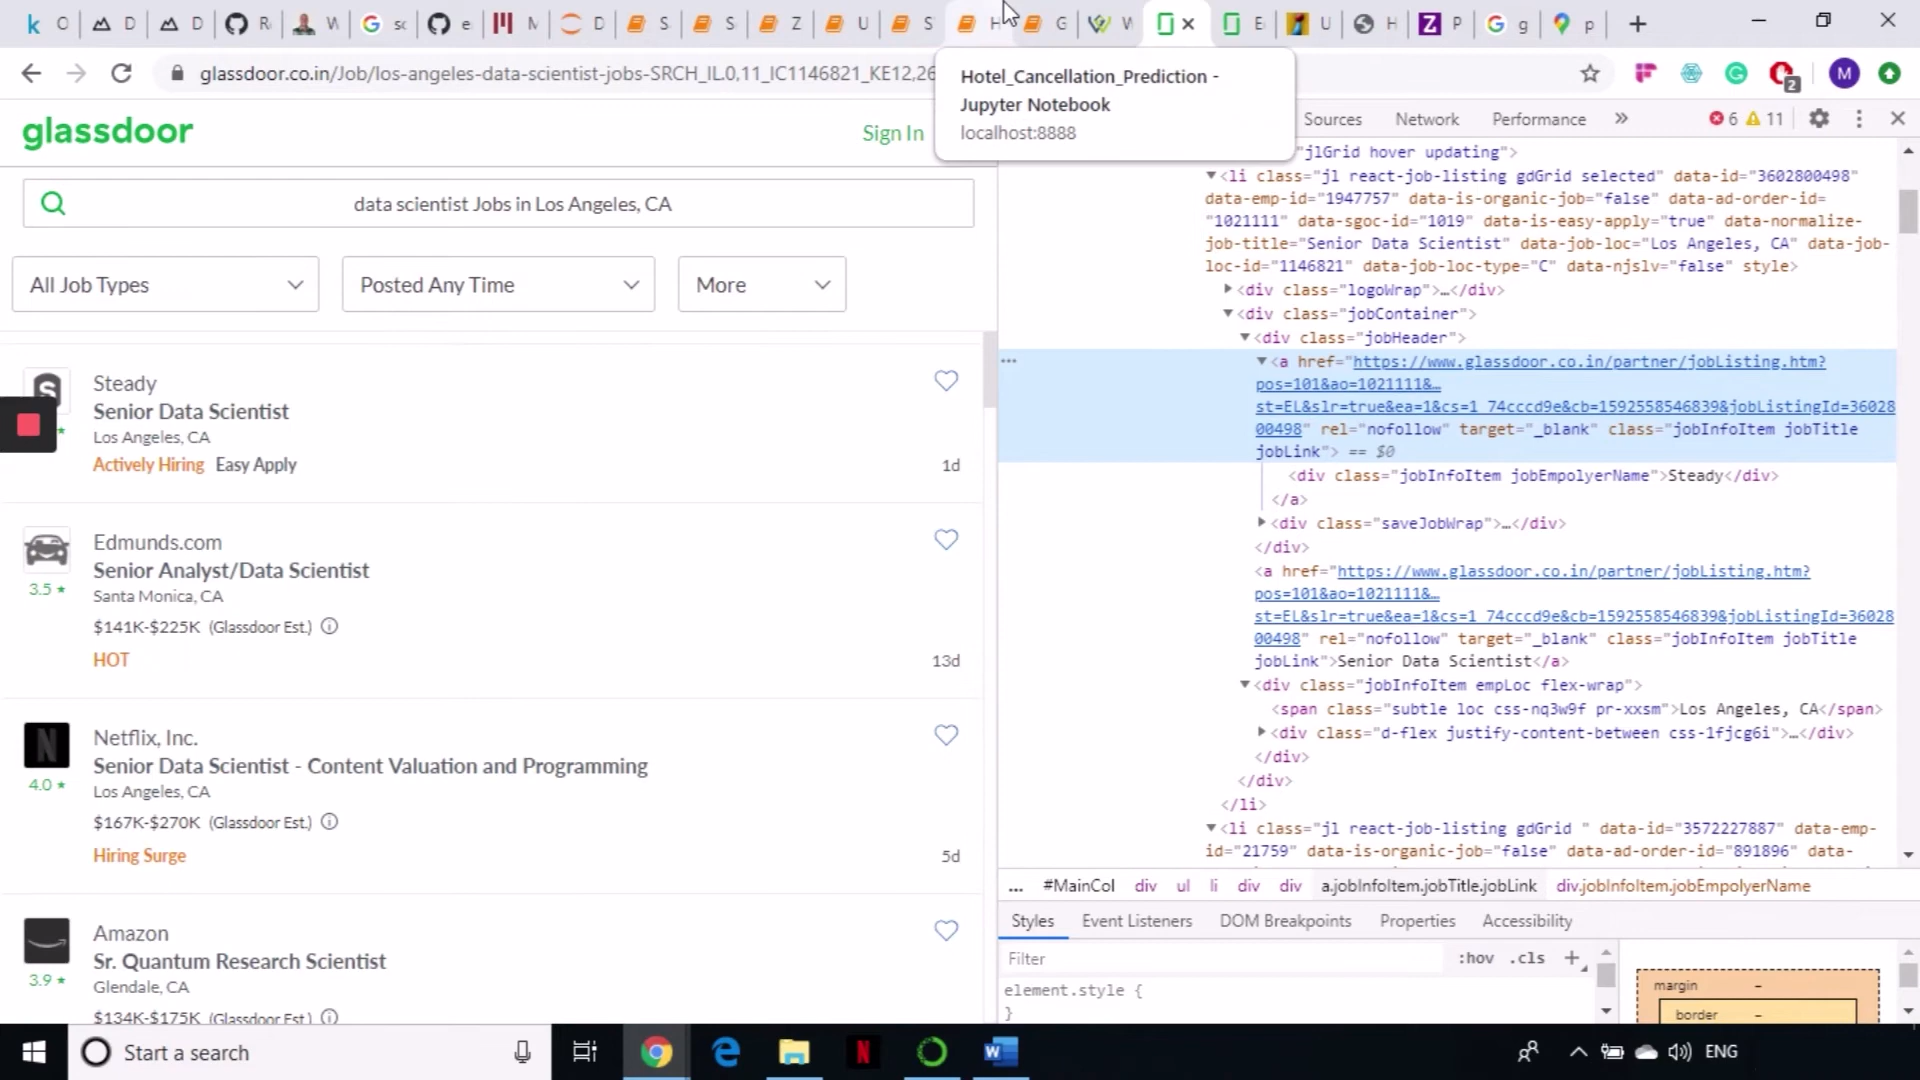 k O D D R W G sc e M D S S Z U S H G W E U H Z P G g p
glassdoor.co.in/Job/los-angeles-data-scientist-jobs-SRCH_IL.0,11_IC1146821_KE12,26
2 M
Hotel_Cancellation_Prediction -
Jupyter Notebook
localhost:8888
glassdoor
Sign In
data scientist Jobs in Los Angeles, CA
All Job Types
Posted Any Time
More
S
Steady
Senior Data Scientist
Los Angeles, CA
Actively Hiring Easy Apply
1d
Edmunds.com
Senior Analyst/Data Scientist
3.5 ★
Santa Monica, CA
$141K-$225K (Glassdoor Est.)
HOT
13d
N
Netflix, Inc.
Senior Data Scientist - Content Valuation and Programming
4.0 ★
Los Angeles, CA
$167K-$270K (Glassdoor Est.)
Hiring Surge
5d
Amazon
Sr. Quantum Research Scientist
3.9 ★
Glendale, CA
$134K-$175K (Glassdoor Est.)
Sources Network Performance » 6 11
"jlGrid hover updating">
<li class="jl react-job-listing gdGrid selected" data-id="3602800498"
data-emp-id="1947757" data-is-organic-job="false" data-ad-order-id=
"1021111" data-sgoc-id="1019" data-is-easy-apply="true" data-normalize-
job-title="Senior Data Scientist" data-job-loc="Los Angeles, CA" data-job-
loc-id="1146821" data-job-loc-type="C" data-njslv="false" style>
<div class="logoWrap">…</div>
<div class="jobContainer">
<div class="jobHeader">
… <a href="https://www.glassdoor.co.in/partner/jobListing.htm?
pos=101&ao=1021111&…
st=EL&slr=true&ea=1&cs=1_74cccd9e&cb=1592558546839&jobListingId=36028
00498" rel="nofollow" target="_blank" class="jobInfoItem jobTitle
jobLink"> == $0
<div class="jobInfoItem jobEmpolyerName">Steady</div>
</a>
<div class="saveJobWrap">…</div>
</div>
<a href="https://www.glassdoor.co.in/partner/jobListing.htm?
pos=101&ao=1021111&…
st=EL&slr=true&ea=1&cs=1_74cccd9e&cb=1592558546839&jobListingId=36028
00498" rel="nofollow" target="_blank" class="jobInfoItem jobTitle
jobLink">Senior Data Scientist</a>
<div class="jobInfoItem empLoc flex-wrap">
<span class="subtle loc css-nq3w9f pr-xxsm">Los Angeles, CA</span>
<div class="d-flex justify-content-between css-1fjcg6i">…</div>
</div>
</div>
</li>
<li class="jl react-job-listing gdGrid " data-id="3572227887" data-emp-
id="21759" data-is-organic-job="false" data-ad-order-id="891896" data-
... #MainCol div ul li div div a.jobInfoItem.jobTitle.jobLink div.jobInfoItem.jobEmpolyerName
Styles Event Listeners DOM Breakpoints Properties Accessibility
Filter
:hov .cls +
element.style {
}
margin -
border -
Start a search
N
W
ENG